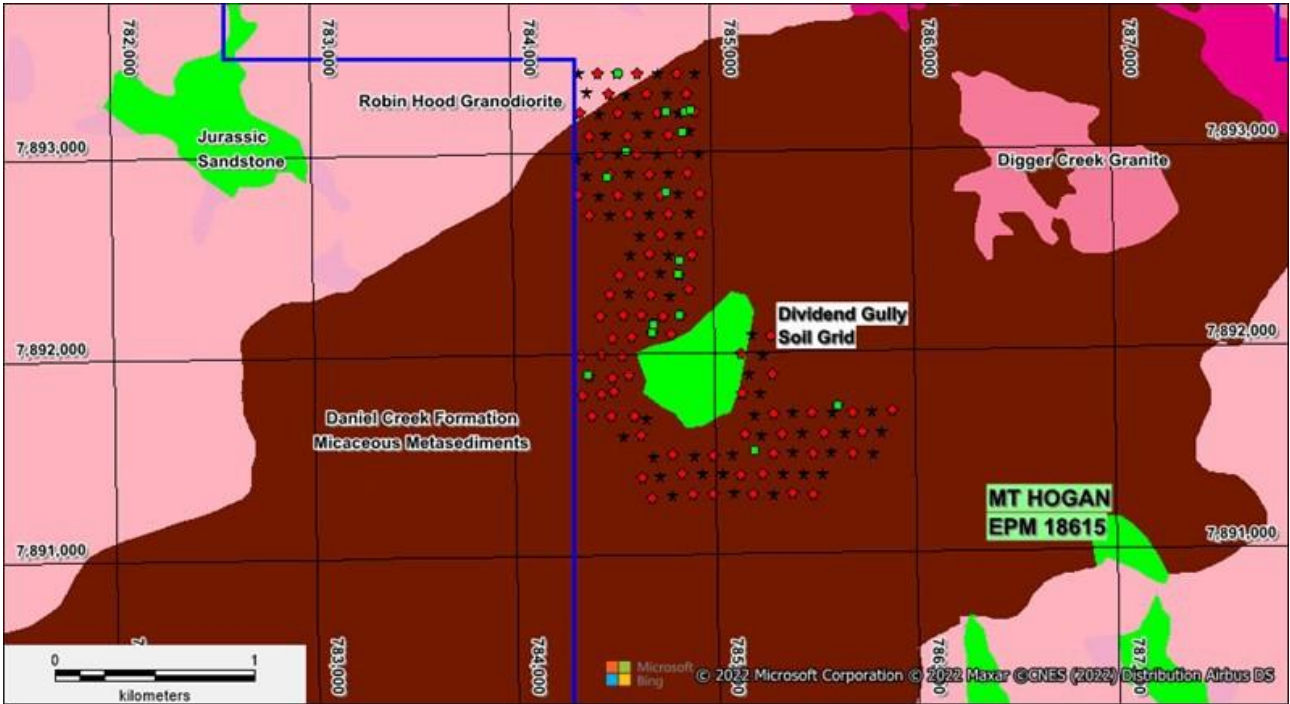 782,000
783,000
784,000
785,000
786,000
787,000
Robin Hood Granodiorite
Jurassic
Sandstone
7,893,000
7,893,000
Digger Creek Granite
Dividend Gully
Soil Grid
7,892,000
7,892,000
Daniel Creek Formation
Micaceous Metasediments
MT HOGAN
EPM 18615
7,891,000
7,891,000
783,000
784,000
785,000
786,000
787,000
0 1
kilometers
Microsoft
Bing
© 2022 Microsoft Corporation © 2022 Maxar ©CNES (2022) Distribution Airbus DS